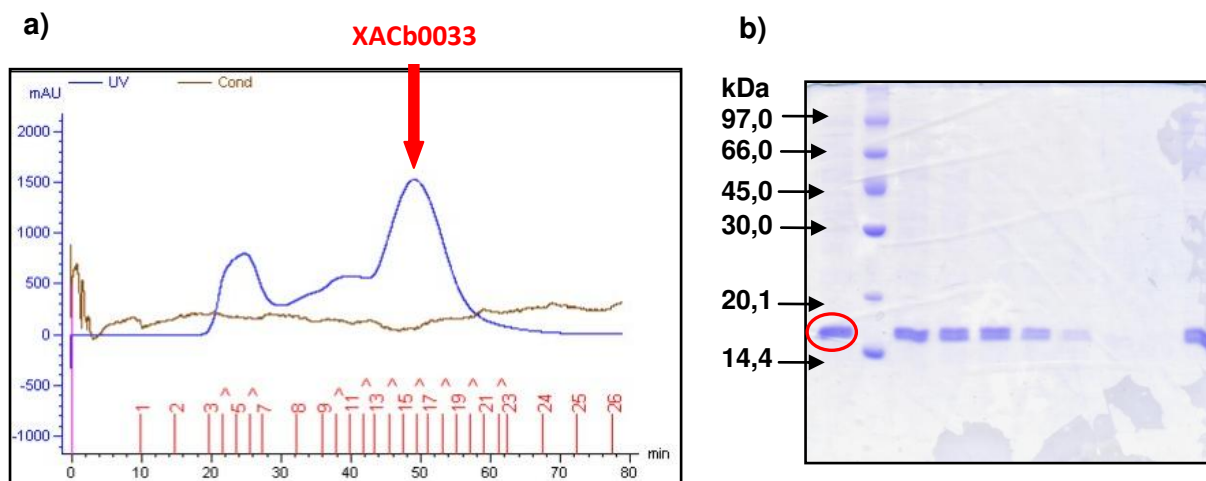 a)
XACb0033
UV Cond
mAU
2000
1500
1000
500
0
-500
-1000
1 2 3 ^ 5 ^ 7 8 9 ^ 11 ^ 13 ^ 15 ^ 17 ^ 19 ^ 21 ^ 23 24 25 26
0 10 20 30 40 50 60 70 80 min
b)
kDa
97,0
66,0
45,0
30,0
20,1
14,4